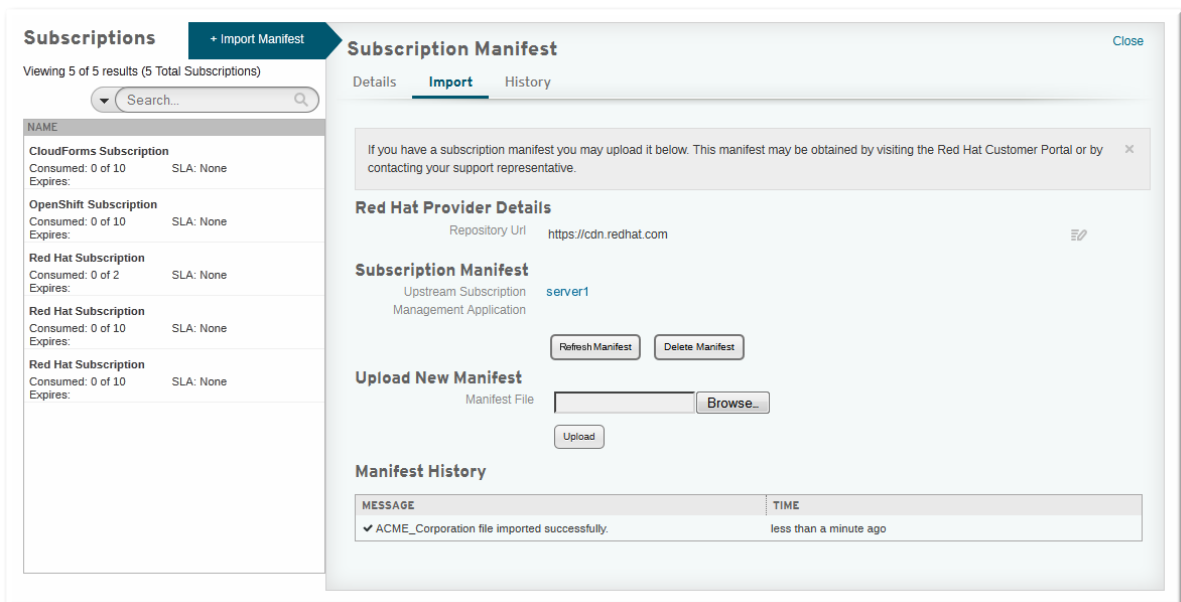 Subscriptions
+ Import Manifest
Viewing 5 of 5 results (5 Total Subscriptions)
Search...
NAME
CloudForms Subscription
Consumed: 0 of 10 SLA: None
Expires:
OpenShift Subscription
Consumed: 0 of 10 SLA: None
Expires:
Red Hat Subscription
Consumed: 0 of 2 SLA: None
Expires:
Red Hat Subscription
Consumed: 0 of 10 SLA: None
Expires:
Red Hat Subscription
Consumed: 0 of 10 SLA: None
Expires:
Subscription Manifest
Close
Details Import History
If you have a subscription manifest you may upload it below. This manifest may be obtained by visiting the Red Hat Customer Portal or by
contacting your support representative.
Red Hat Provider Details
Repository Url https://cdn.redhat.com
Subscription Manifest
Upstream Subscription server1
Management Application
Refresh Manifest Delete Manifest
Upload New Manifest
Manifest File Browse...
Upload
Manifest History
MESSAGE TIME
ACME_Corporation file imported successfully. less than a minute ago